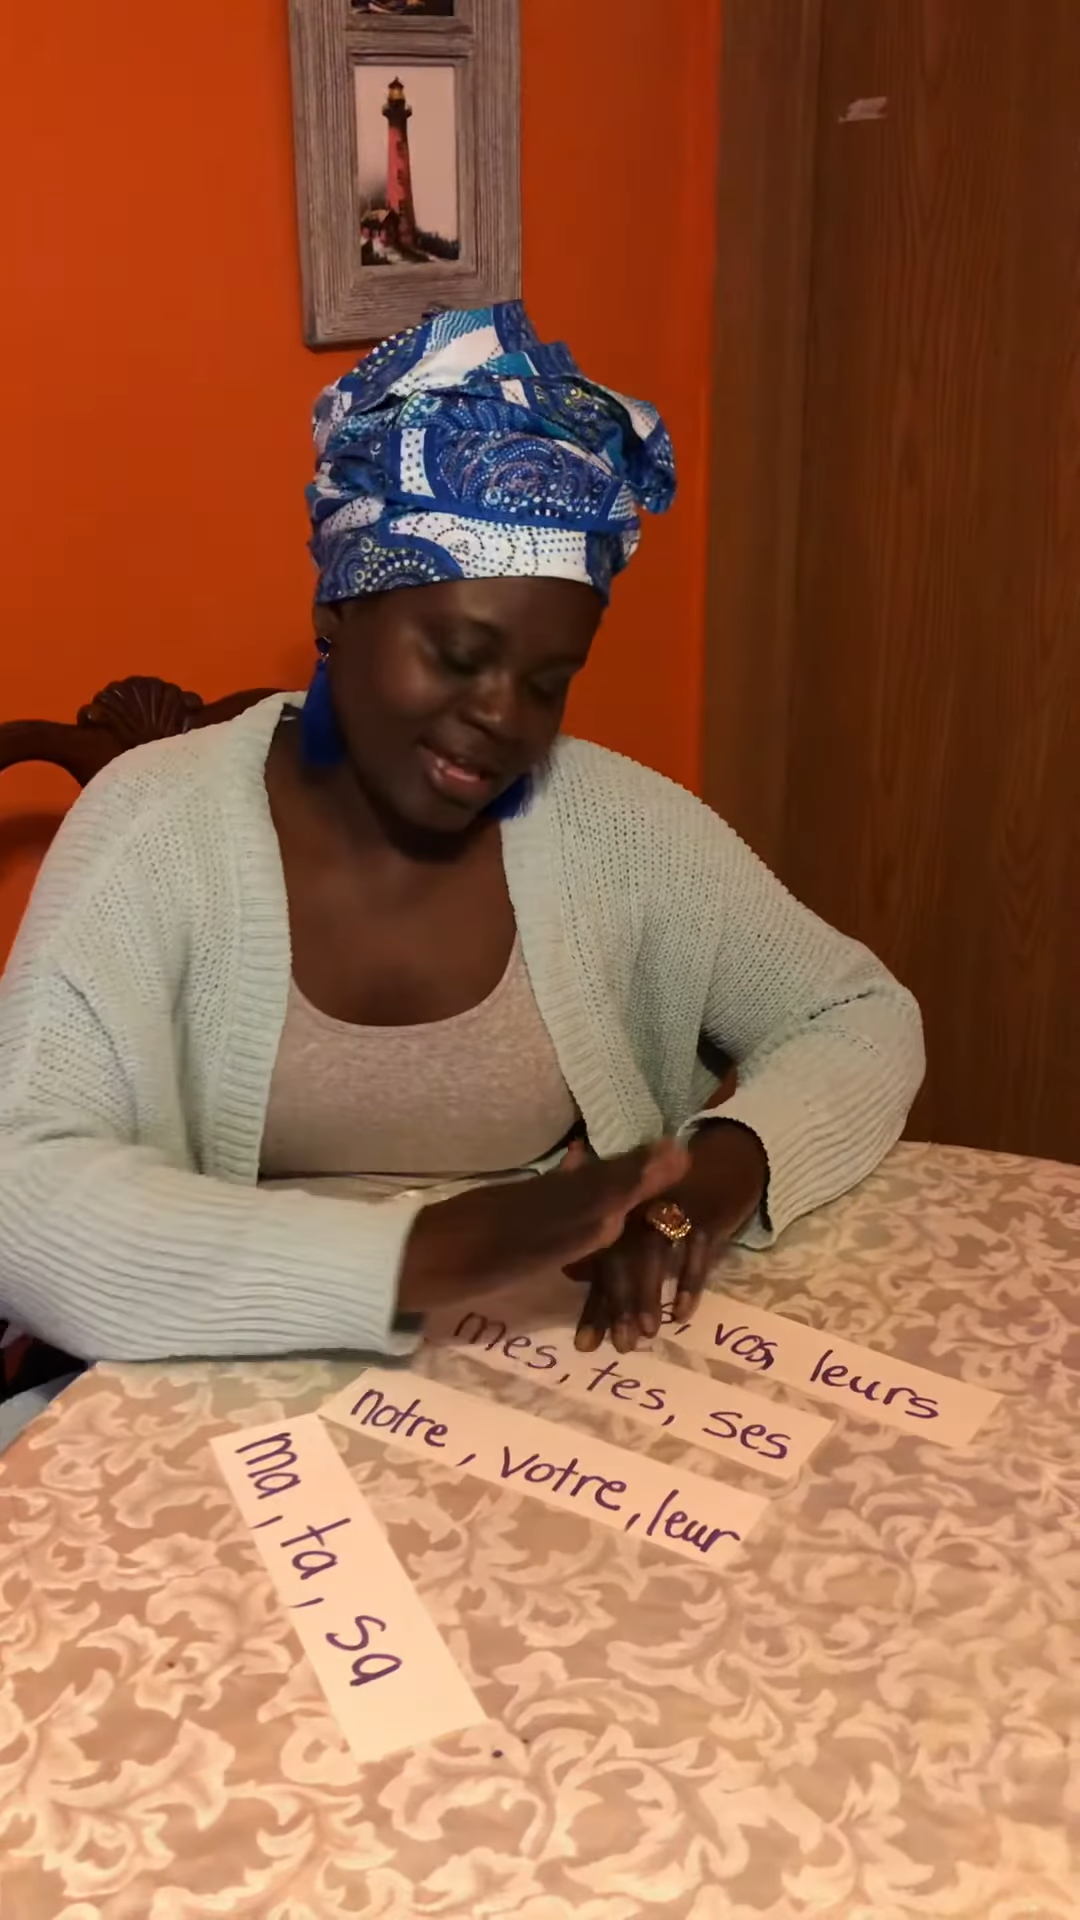 vos, leurs
mes, tes, ses
notre, votre, leur
ma, ta, sa